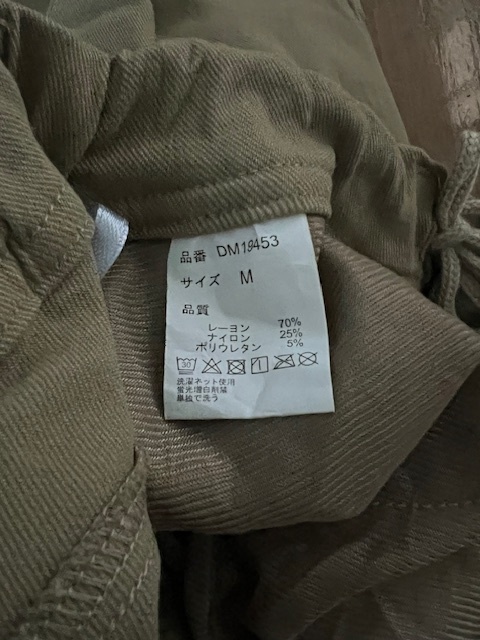 品番 DM19453
サイズ M
品質
レーヨン 70%
ナイロン 25%
ポリウレタン 5%
30
洗濯ネット使用
蛍光増白剤禁
単独で洗う